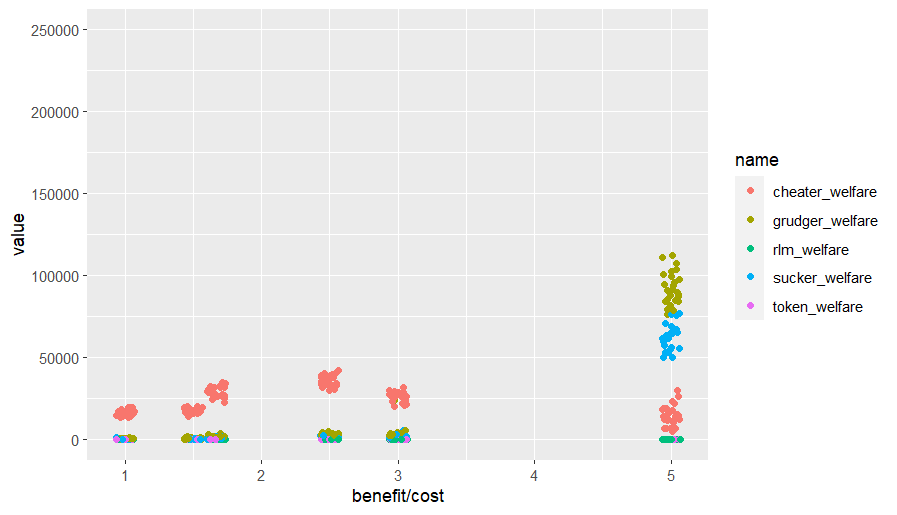 250000
200000
150000
100000
50000
0
value
1
2
3
4
5
benefit/cost
name
cheater_welfare
grudger_welfare
rlm_welfare
sucker_welfare
token_welfare